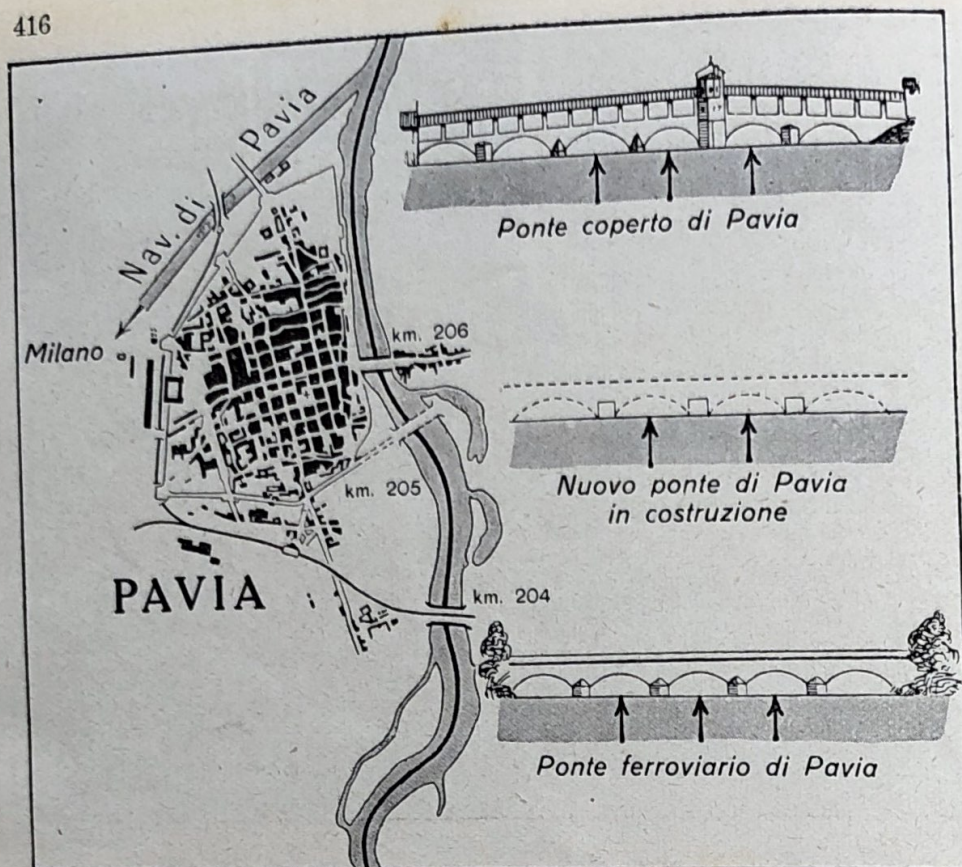 416
Nav. di Pavia
Ponte coperto di Pavia
km. 206
Milano
km. 205
Nuovo ponte di Pavia
in costruzione
PAVIA
km. 204
Ponte ferroviario di Pavia